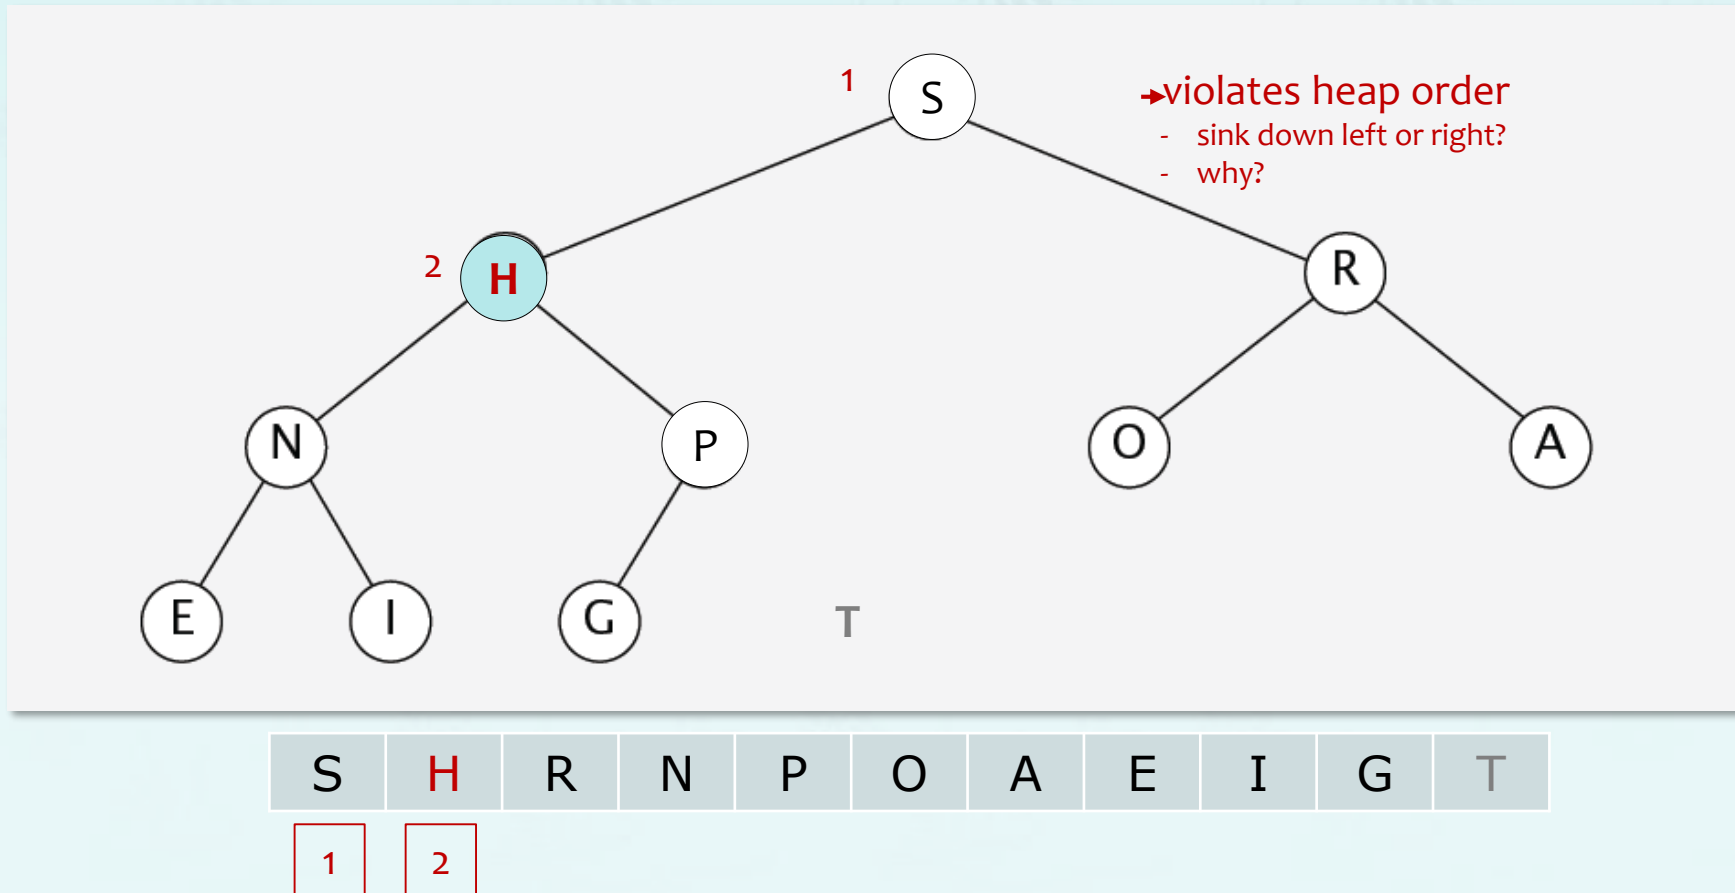 1
S
violates heap order
- sink down left or right?
- why?
2
H
R
N
P
O
A
E
I
G
T
S H R N P O A E I G T
1 2